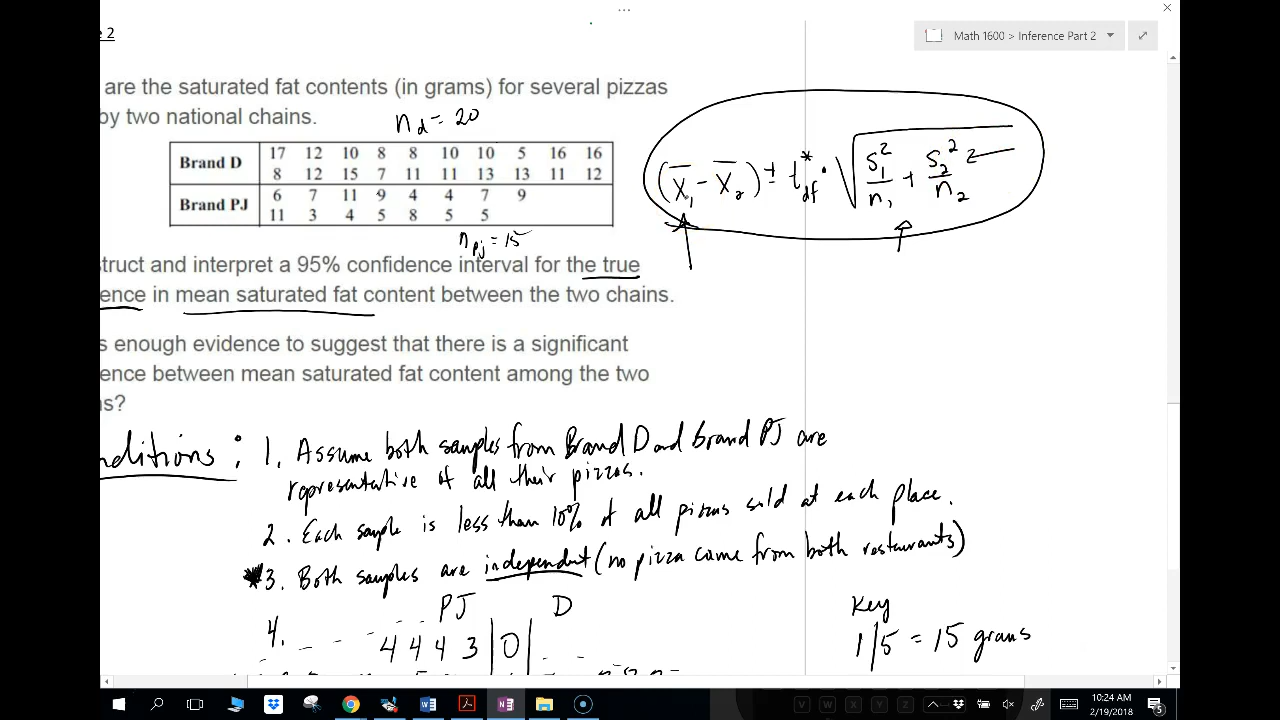 e 2
Math 1600 > Inference Part 2
are the saturated fat contents (in grams) for several pizzas
by two national chains.
n_d = 20
Brand D 17 12 10 8 8 10 10 5 16 16
8 12 15 7 11 11 13 13 11 12
Brand PJ 6 7 11 9 4 4 7 9
11 3 4 5 8 5 5
n_pj = 15
(x̄₁ - x̄₂) ± t*_df · √(s₁²/n₁ + s₂²/n₂)
struct and interpret a 95% confidence interval for the true
ence in mean saturated fat content between the two chains.
s enough evidence to suggest that there is a significant
ence between mean saturated fat content among the two
ns?
nditions: 1. Assume both samples from Brand D and Brand PJ are
representative of all their pizzas.
2. Each sample is less than 10% of all pizzas sold at each place.
*3. Both samples are independent (no pizza came from both restaurants)
PJ D
Key
4. 4 4 4 3 | 0 |
1|5 = 15 grams
10:24 AM
2/19/2018